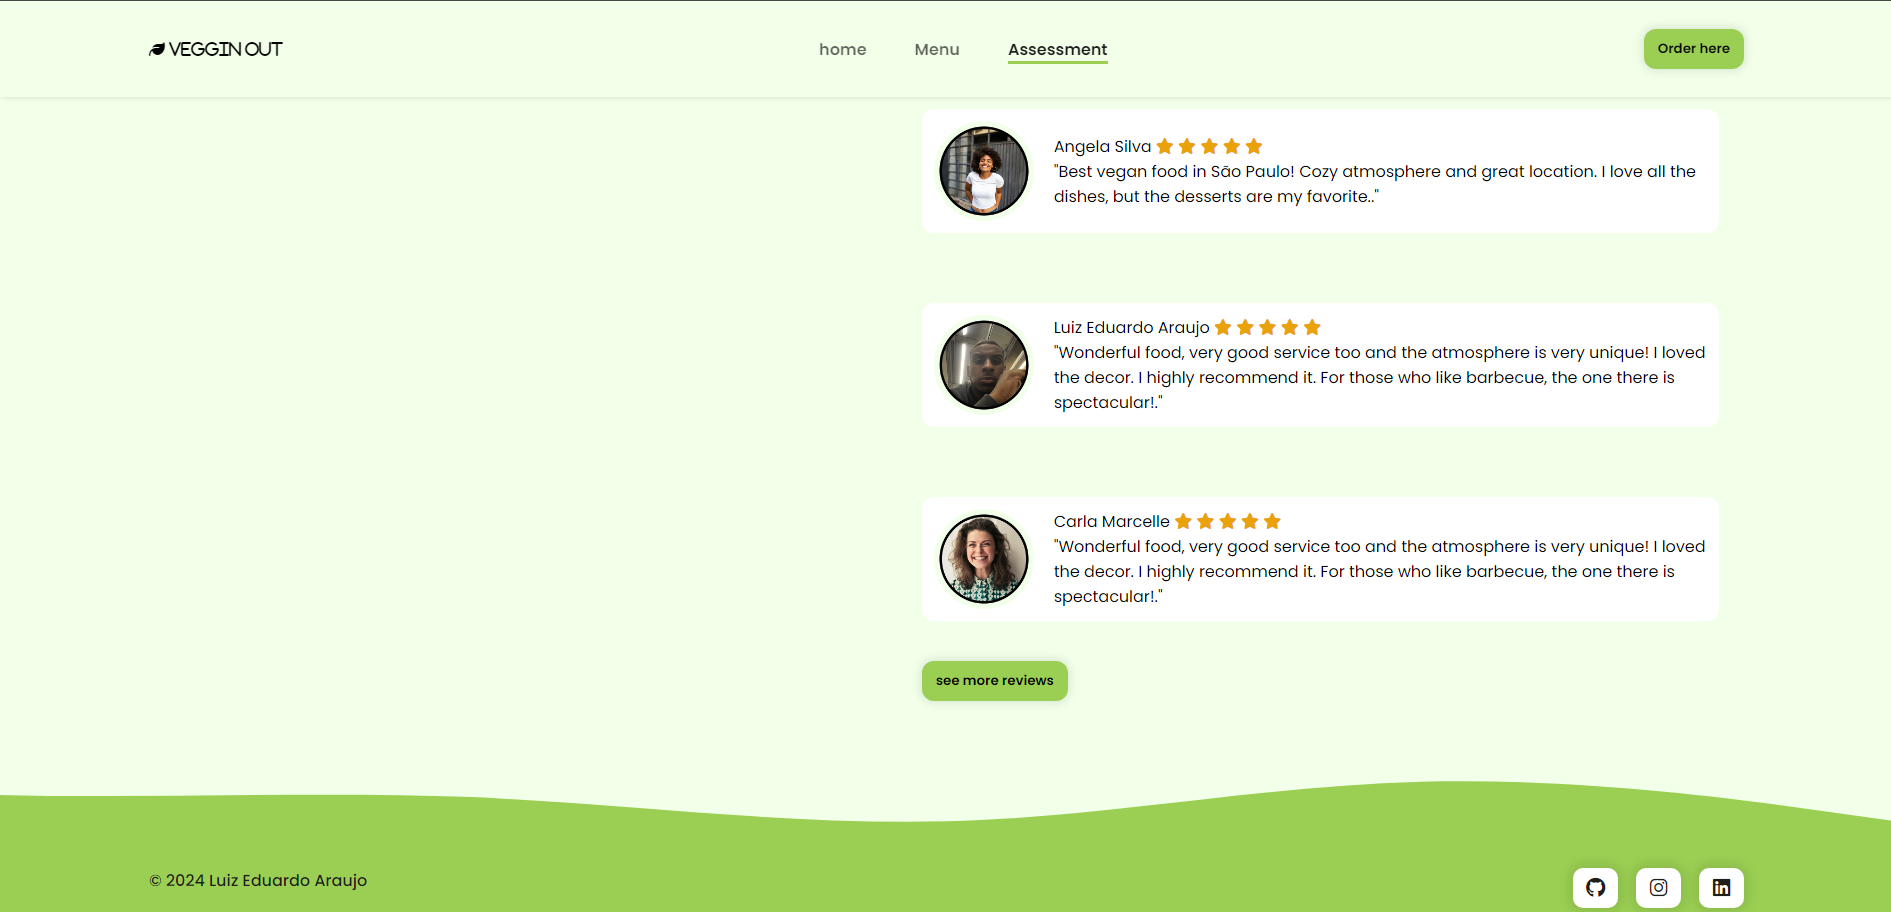 VEGGIN OUT
home Menu Assessment
Order here
Angela Silva
"Best vegan food in São Paulo! Cozy atmosphere and great location. I love all the
dishes, but the desserts are my favorite.."
Luiz Eduardo Araujo
"Wonderful food, very good service too and the atmosphere is very unique! I loved
the decor. I highly recommend it. For those who like barbecue, the one there is
spectacular!."
Carla Marcelle
"Wonderful food, very good service too and the atmosphere is very unique! I loved
the decor. I highly recommend it. For those who like barbecue, the one there is
spectacular!."
see more reviews
© 2024 Luiz Eduardo Araujo